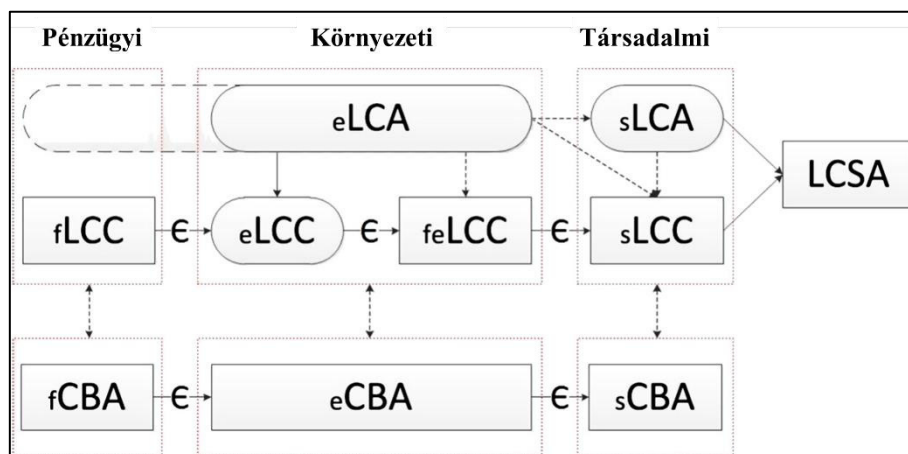 Pénzügyi Környezeti Társadalmi
eLCA sLCA
LCSA
fLCC Є eLCC Є feLCC Є sLCC
fCBA Є eCBA Є sCBA